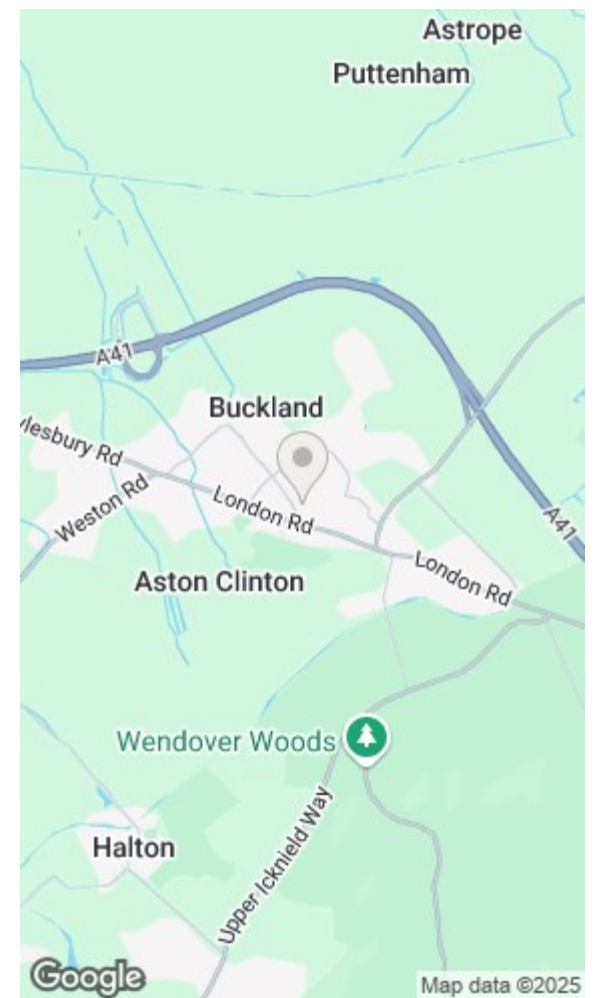 Astrope
Puttenham
A41
Buckland
lesbury Rd
Weston Rd
London Rd
A41
London Rd
Aston Clinton
Wendover Woods
Halton
Upper Icknield Way
Google
Map data ©2025